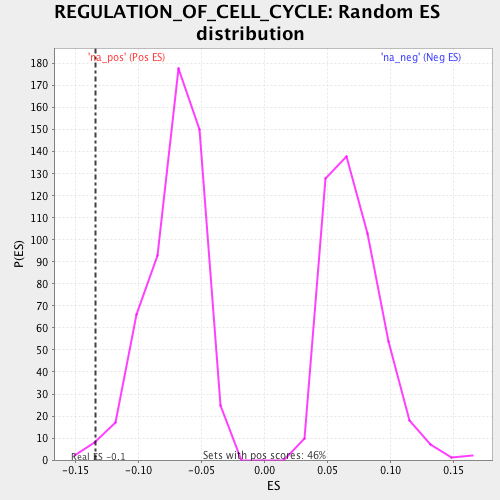 REGULATION_OF_CELL_CYCLE: Random ES
distribution
'na_pos' (Pos ES)
'na_neg' (Neg ES)
180
170
160
150
140
130
120
110
100
90
80
70
60
50
40
30
20
10
0
P(ES)
Real ES -0.1
Sets with pos scores: 46%
-0.15 -0.10 -0.05 0.00 0.05 0.10 0.15
ES